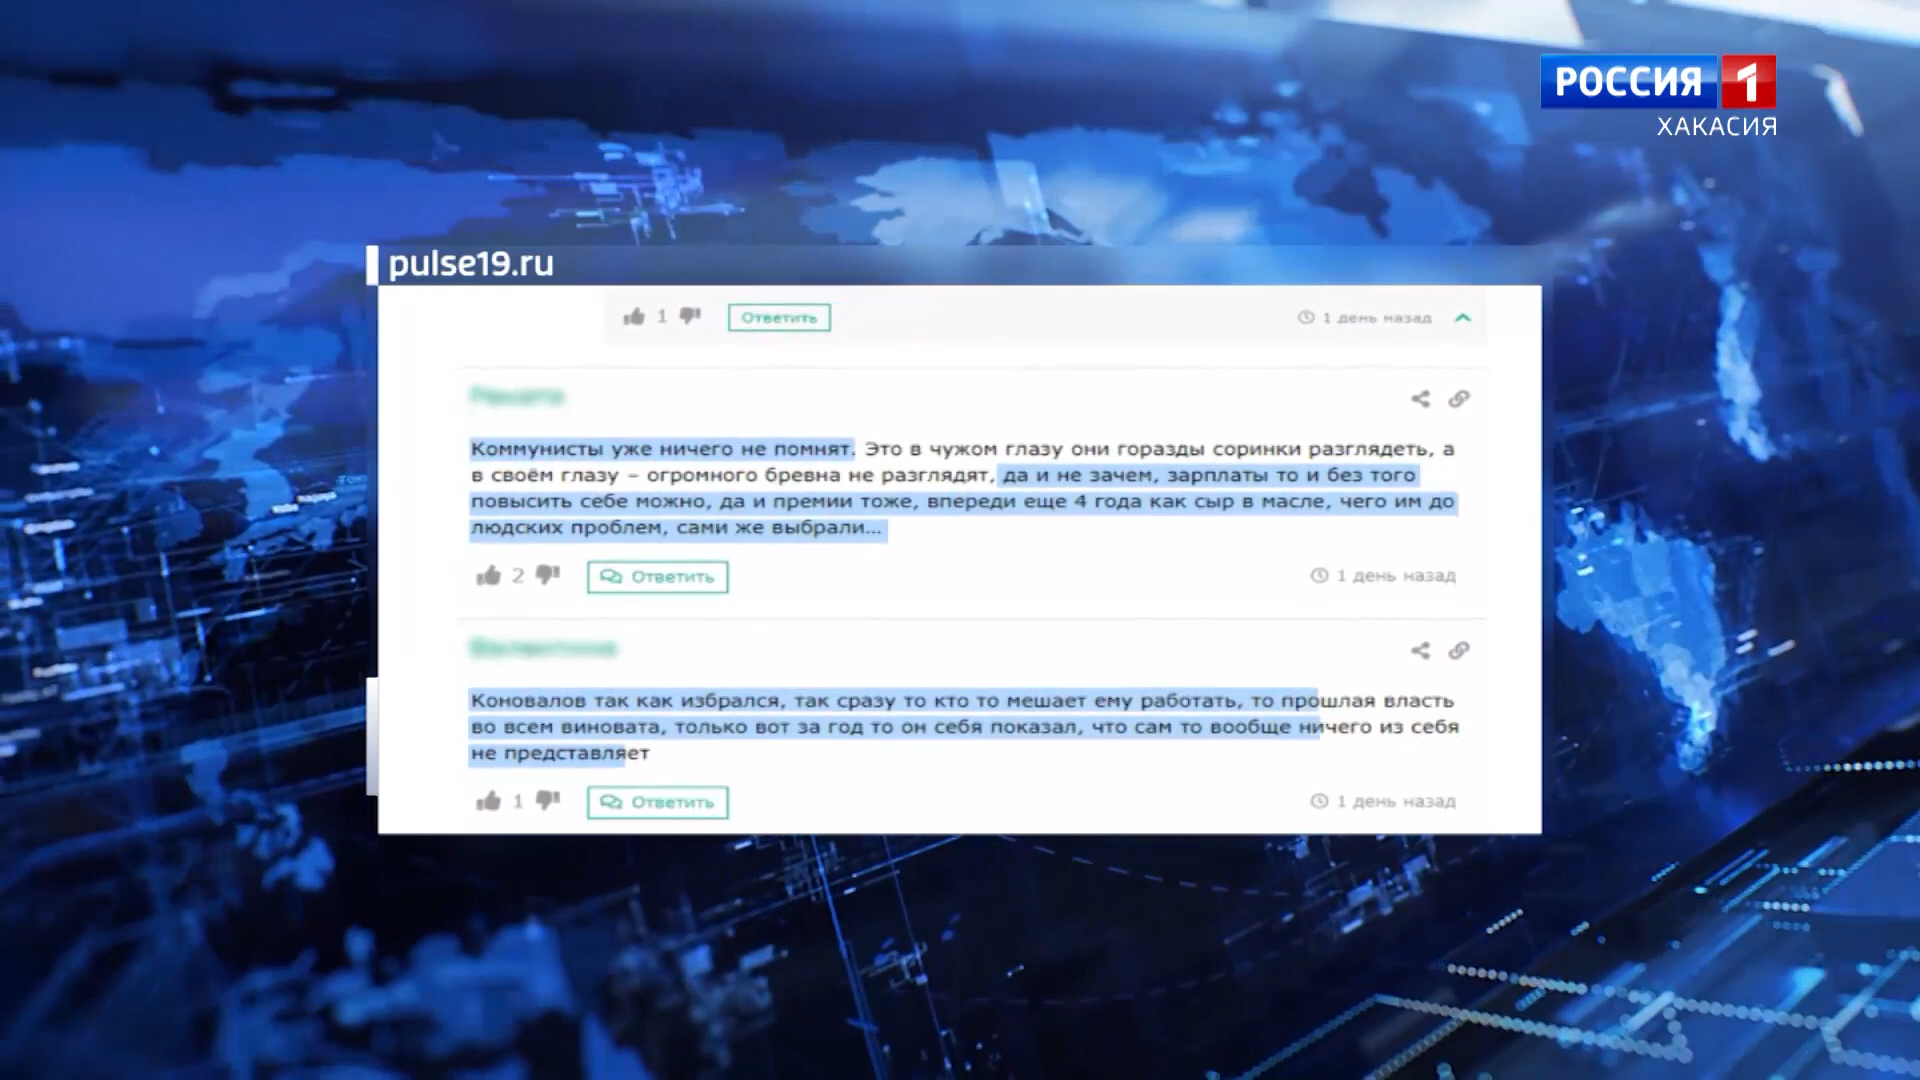 РОССИЯ 1
ХАКАСИЯ
pulse19.ru
1 Ответить 1 день назад
Коммунисты уже ничего не помнят. Это в чужом глазу они горазды соринки разглядеть, а
в своём глазу – огромного бревна не разглядят, да и не зачем, зарплаты то и без того
повысить себе можно, да и премии тоже, впереди еще 4 года как сыр в масле, чего им до
людских проблем, сами же выбрали...
2 Ответить 1 день назад
Коновалов так как избрался, так сразу то кто то мешает ему работать, то прошлая власть
во всем виновата, только вот за год то он себя показал, что сам то вообще ничего из себя
не представляет
1 Ответить 1 день назад